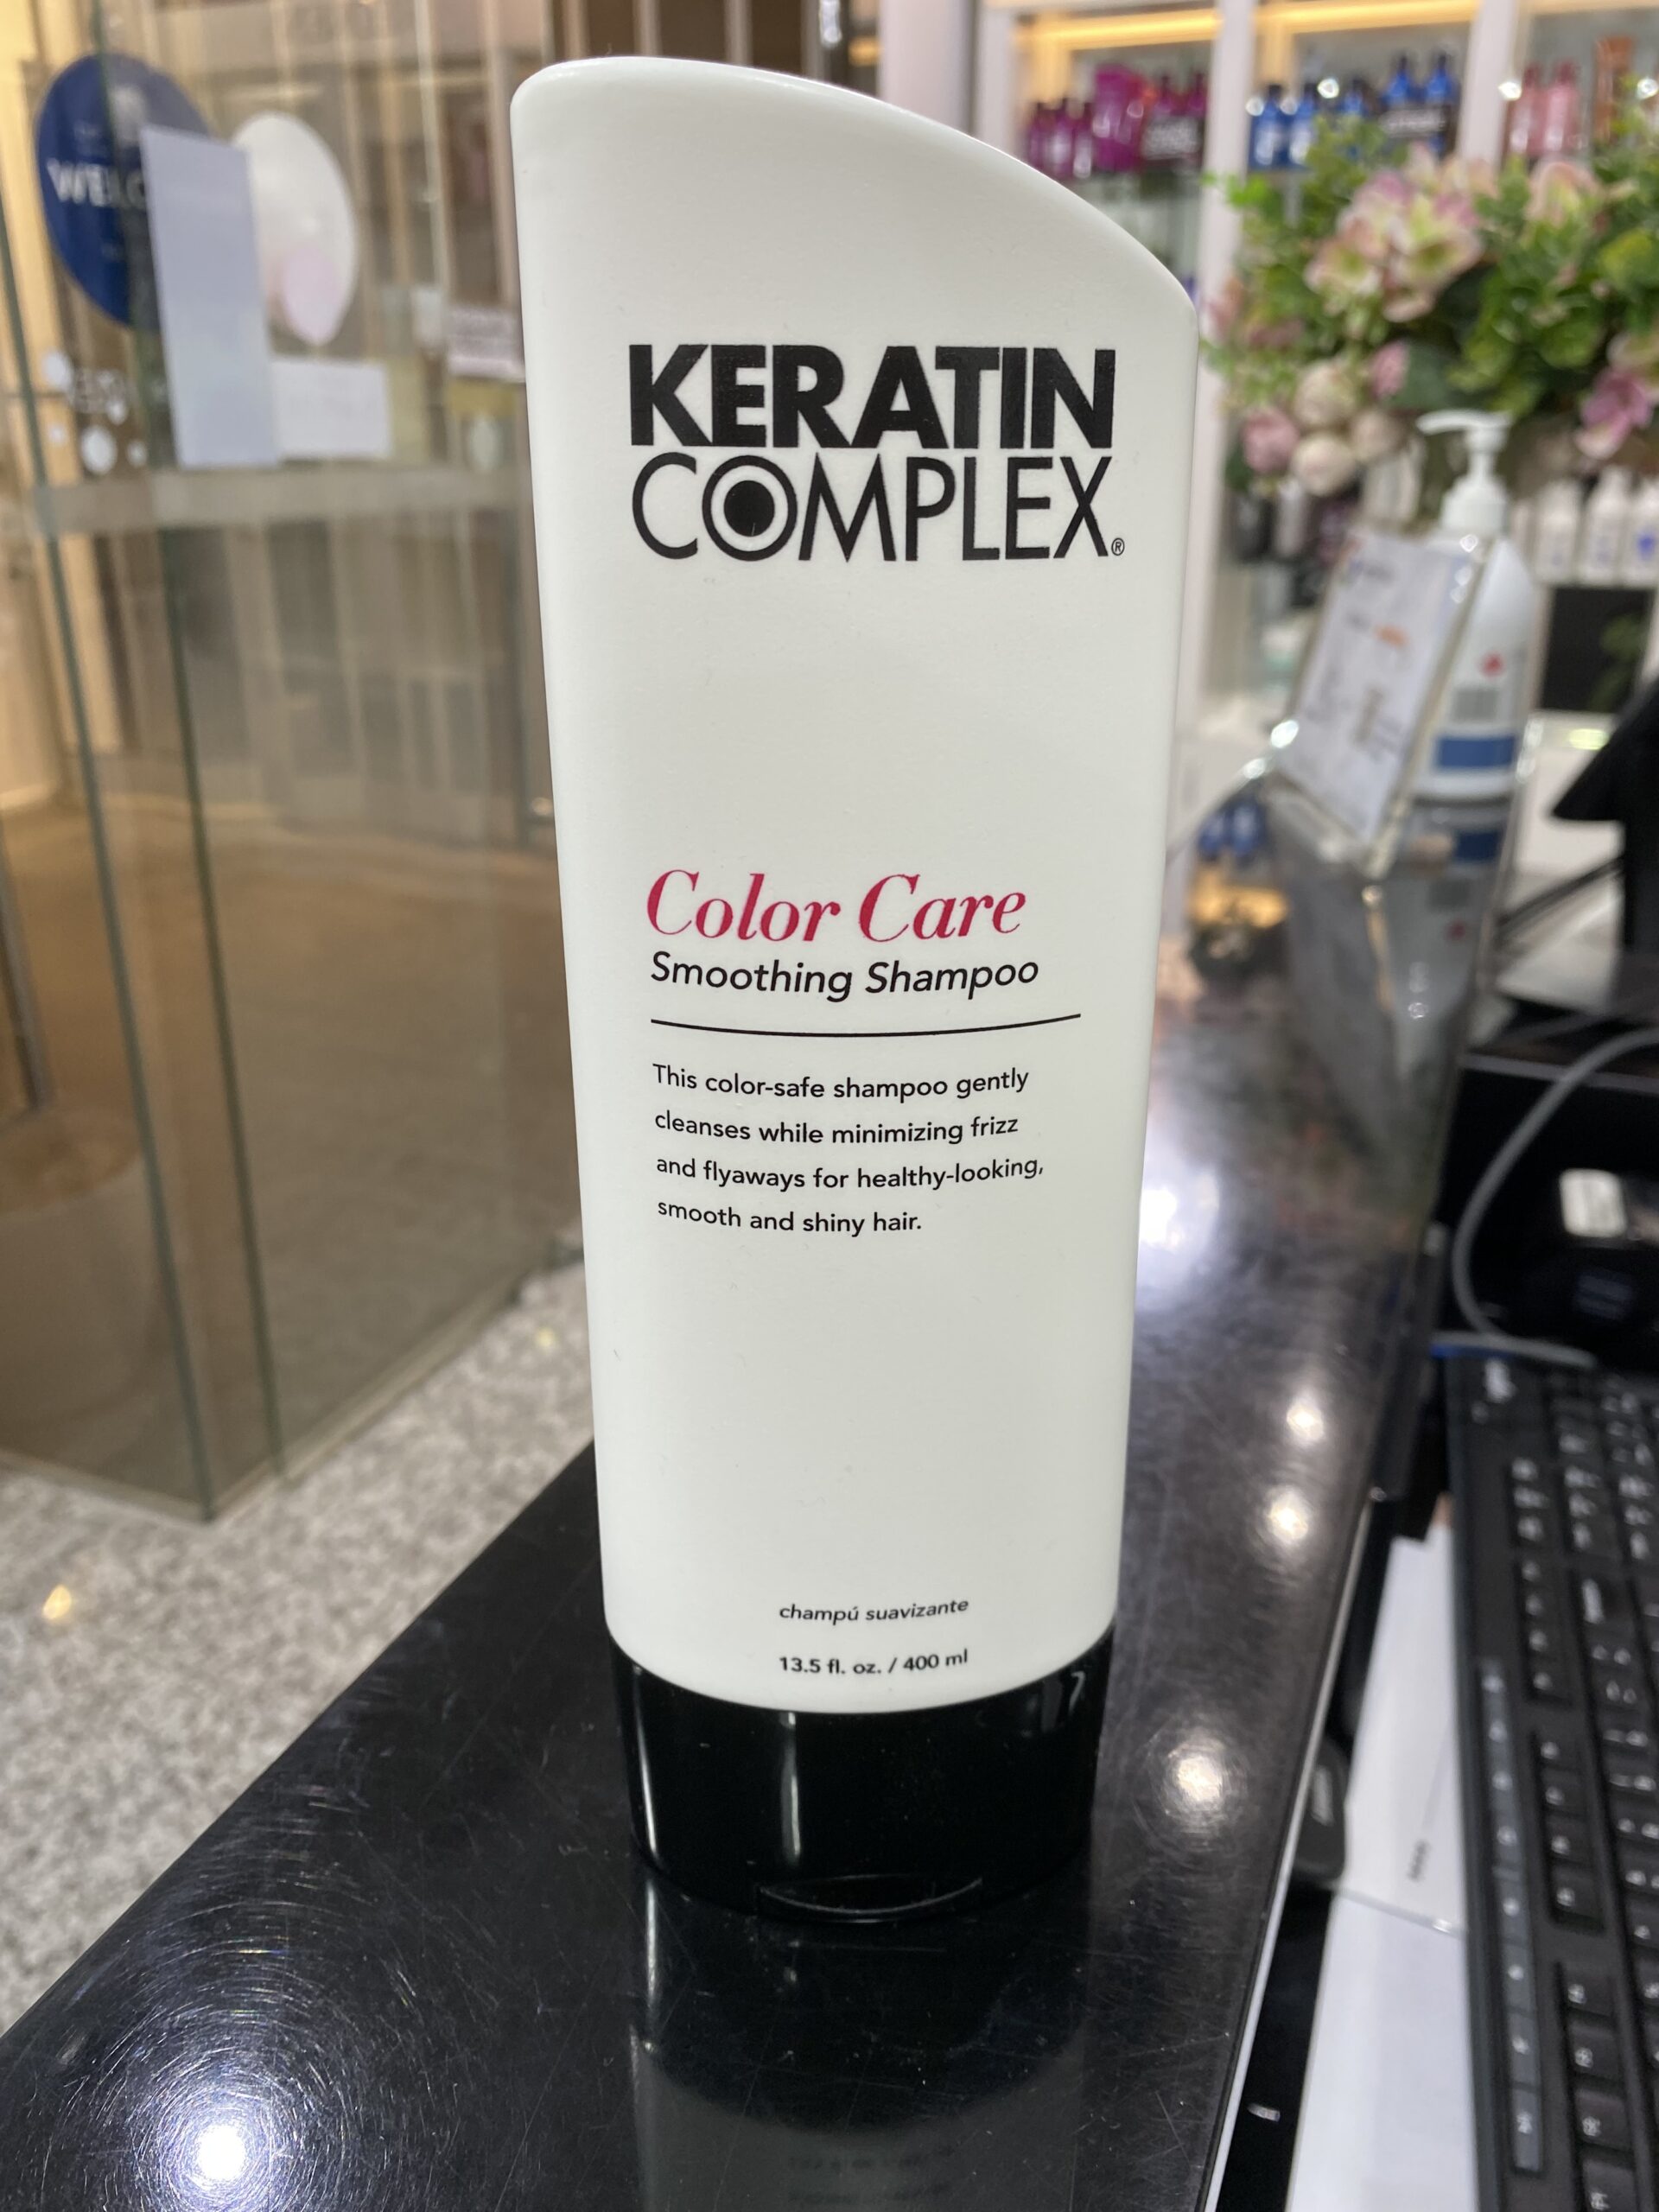 KERATIN
COMPLEX®
Color Care
Smoothing Shampoo
This color-safe shampoo gently
cleanses while minimizing frizz
and flyaways for healthy-looking,
smooth and shiny hair.
champú suavizante
13.5 fl. oz. / 400 ml